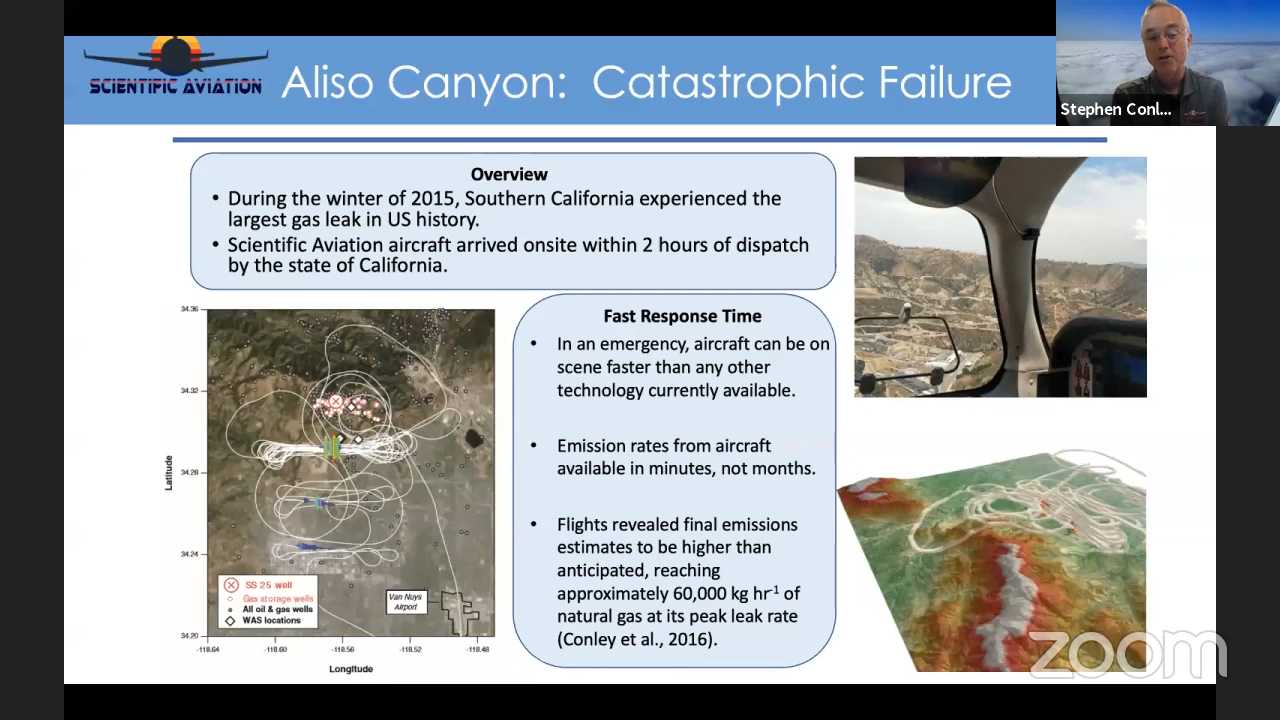 SCIENTIFIC AVIATION
Aliso Canyon: Catastrophic Failure
Stephen Conl...
Overview
• During the winter of 2015, Southern California experienced the
largest gas leak in US history.
• Scientific Aviation aircraft arrived onsite within 2 hours of dispatch
by the state of California.
34.36
34.32
34.28
34.24
34.20
Latitude
-118.64
-118.60
-118.56
-118.52
-118.48
Longitude
SS 25 well
Gas storage wells
All oil & gas wells
WAS locations
Van Nuys
Airport
Fast Response Time
• In an emergency, aircraft can be on
scene faster than any other
technology currently available.
• Emission rates from aircraft
available in minutes, not months.
• Flights revealed final emissions
estimates to be higher than
anticipated, reaching
approximately 60,000 kg hr⁻¹ of
natural gas at its peak leak rate
(Conley et al., 2016).
zoom